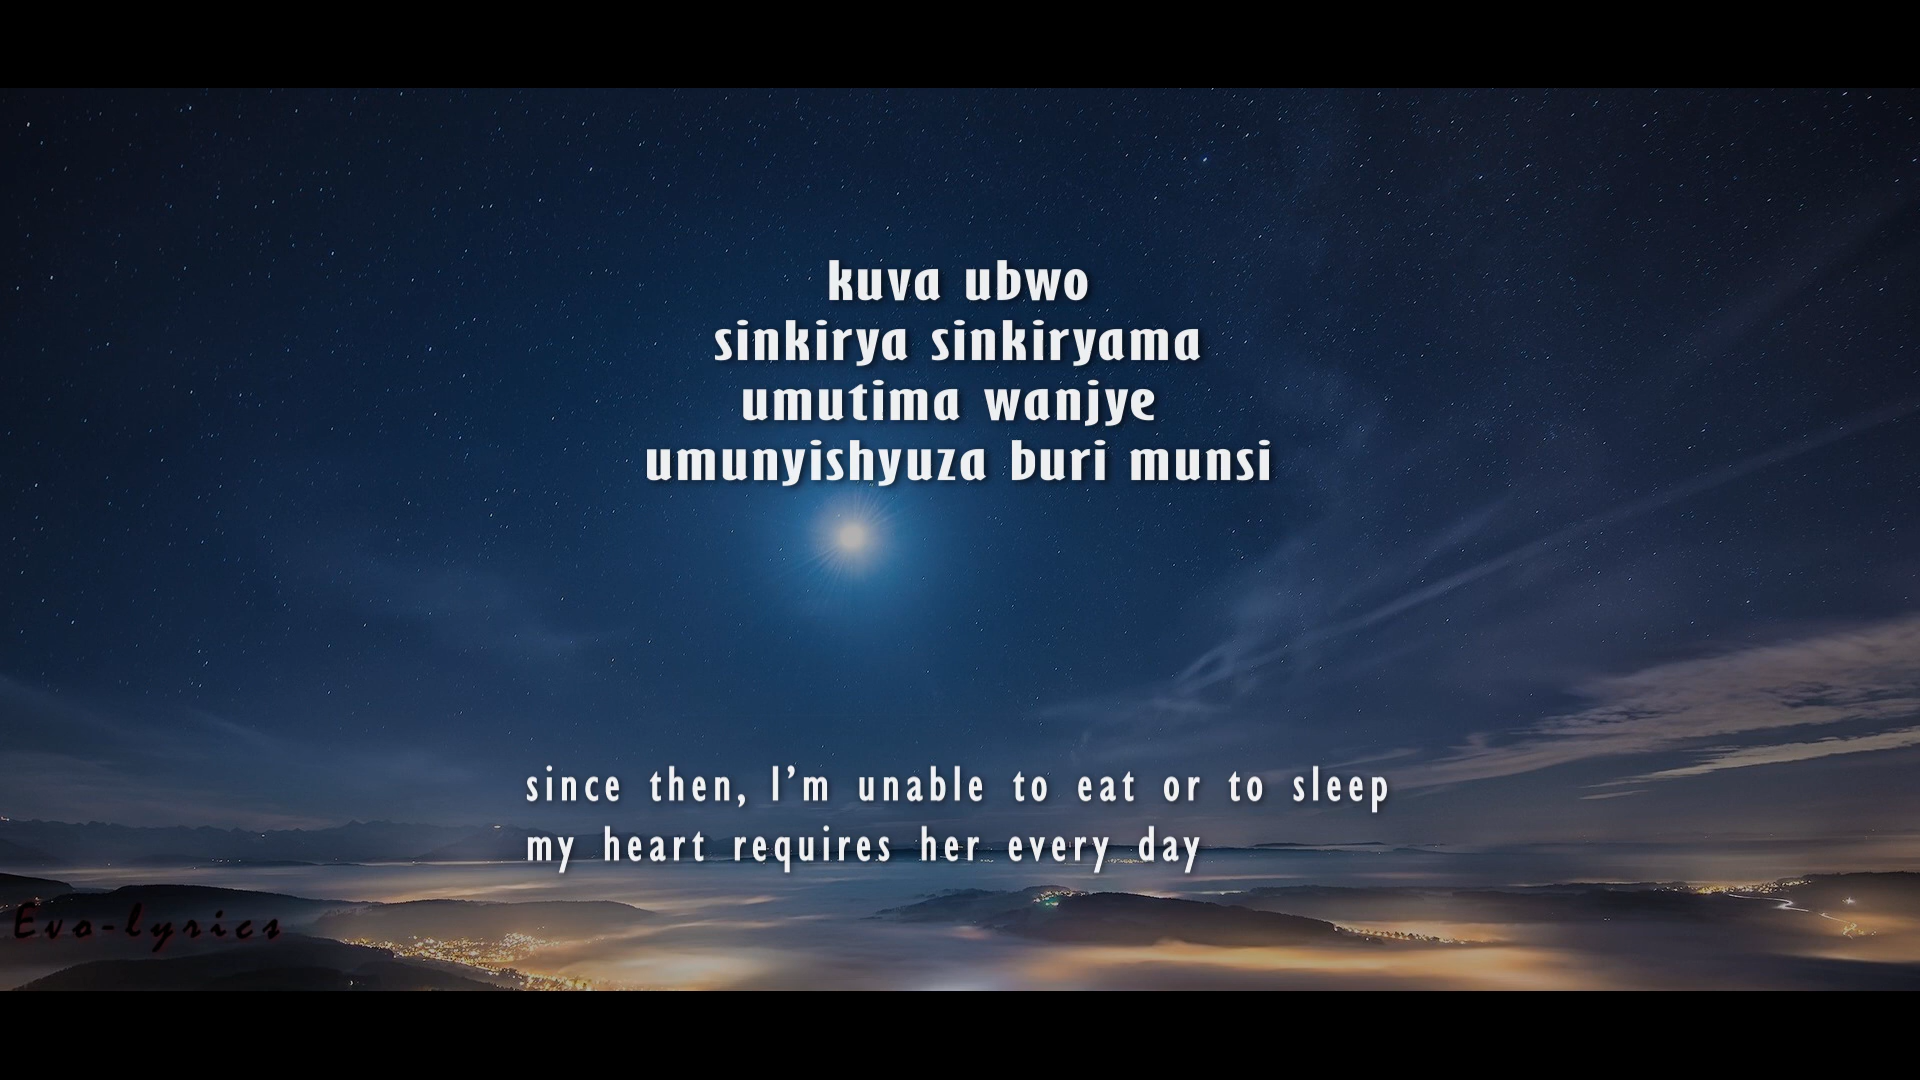 kuva ubwo
sinkirya sinkiryama
umutima wanjye
umunyishyuza buri munsi
since then, I'm unable to eat or to sleep
my heart requires her every day
Evo-lyrics